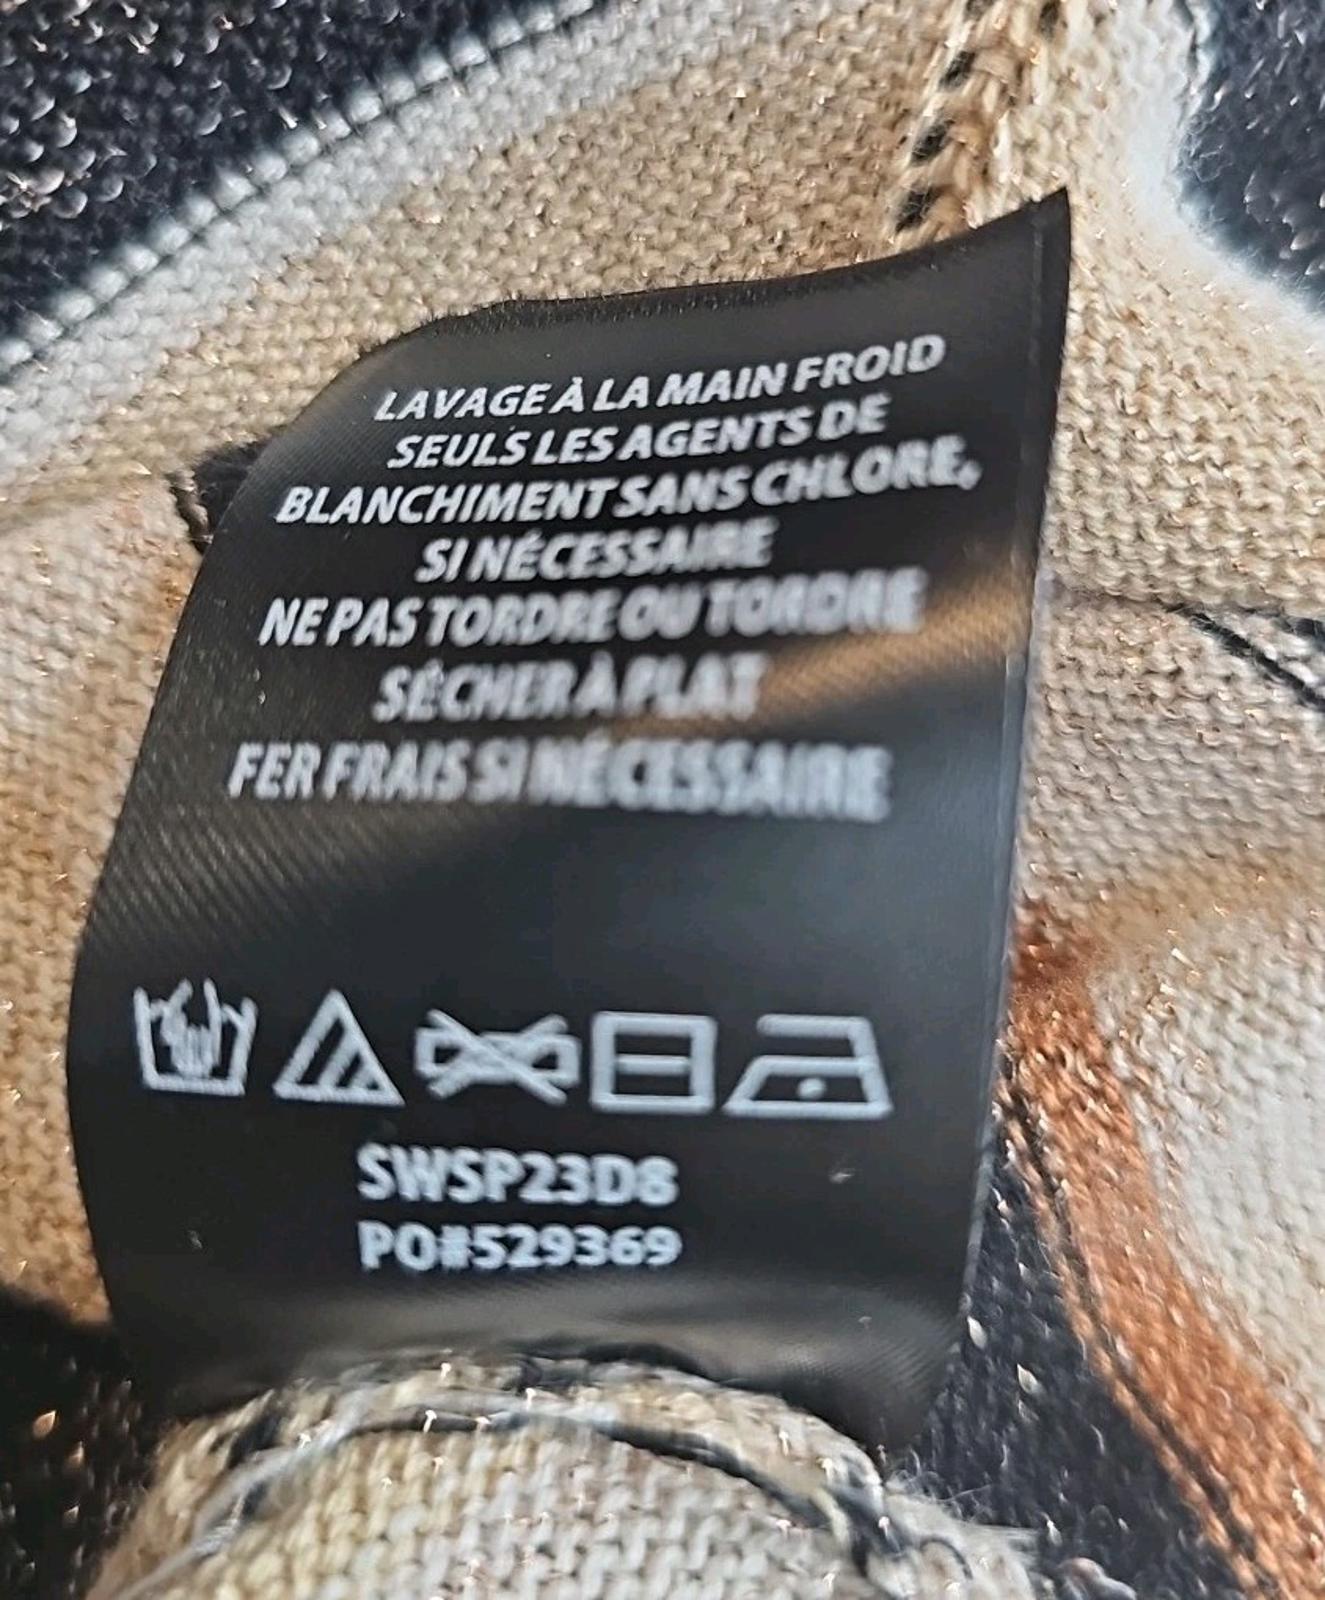 LAVAGE À LA MAIN FROID
SEULS LES AGENTS DE
BLANCHIMENT SANS CHLORE,
SI NÉCESSAIRE
NE PAS TORDRE OU TORDRE
SÉCHER À PLAT
FER FRAIS SI NÉCESSAIRE
SWSP23D8
PO#529369